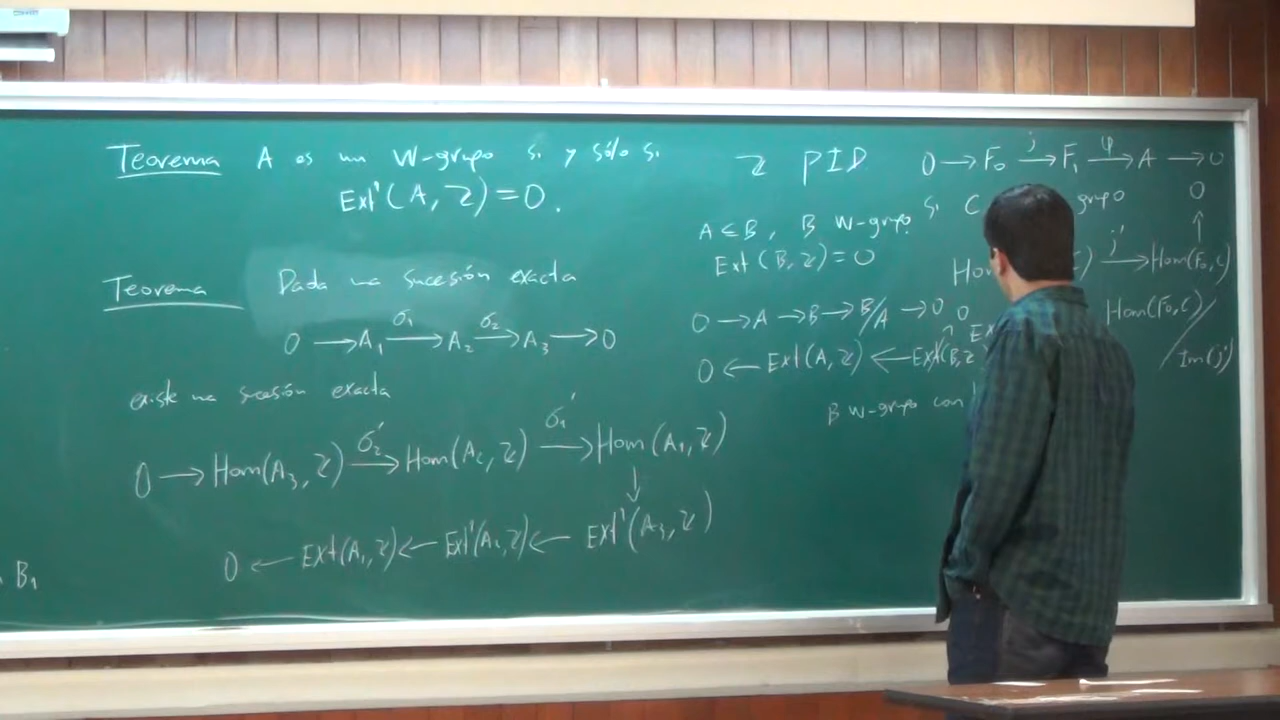 Teorema A es un W-grupo si y sólo si
Ext¹(A, Z) = 0.
Teorema Dada una sucesión exacta
0 → A₁ →σ₁ A₂ →σ₂ A₃ → 0
existe una sucesión exacta
0 → Hom(A₃, Z) →σ₂' Hom(A₂, Z) →σ₁' Hom(A₁, Z)
↓
0 ← Ext(A₁, Z) ← Ext¹(A₂, Z) ← Ext¹(A₃, Z)
B₁
Z PID
A ≤ B, B W-grupo
Ext(B, Z) = 0
0 → A → B → B/A → 0
0 ← Ext(A, Z) ← Ext(B, Z
B W-grupo con
0 → F₀ →j F₁ →φ A → 0
Si C grupo
0
↑
Hom C) →j' Hom(F₀, C)
0
↑
Ex
Hom(F₀, C)/
Im(j')